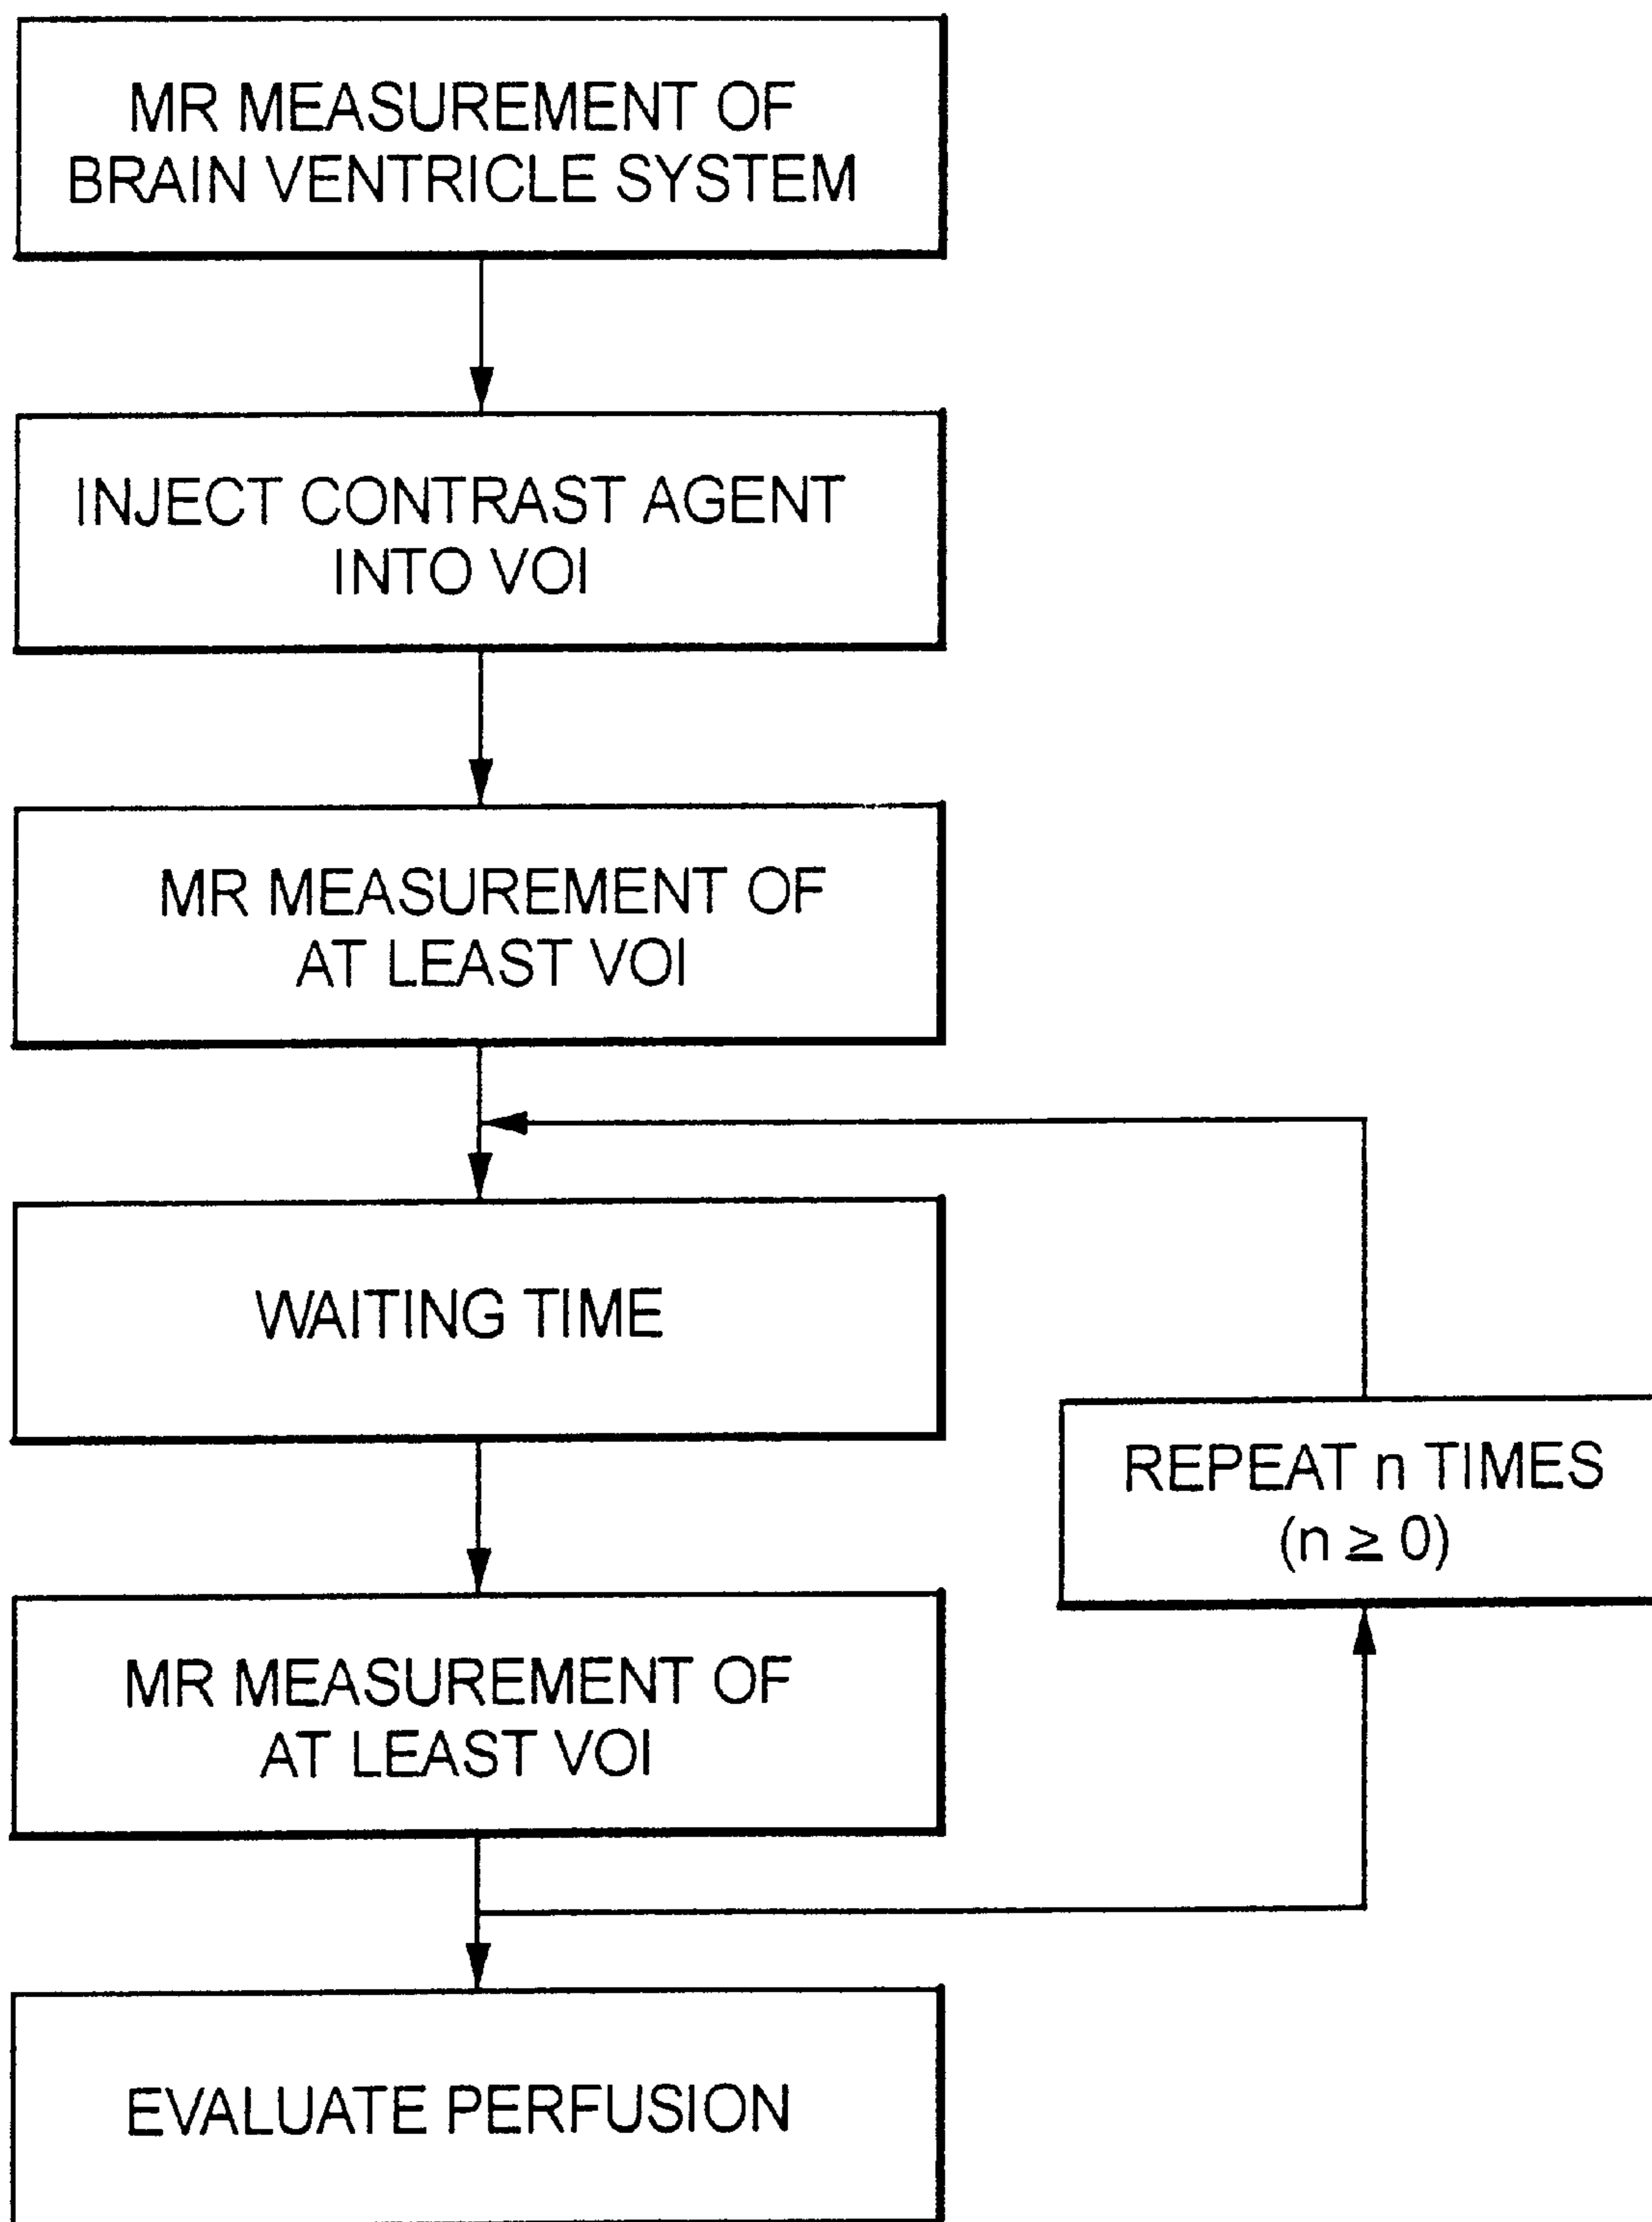 MR MEASUREMENT OF
BRAIN VENTRICLE SYSTEM
INJECT CONTRAST AGENT
INTO VOI
MR MEASUREMENT OF
AT LEAST VOI
WAITING TIME
REPEAT n TIMES
(n ≥ 0)
MR MEASUREMENT OF
AT LEAST VOI
EVALUATE PERFUSION